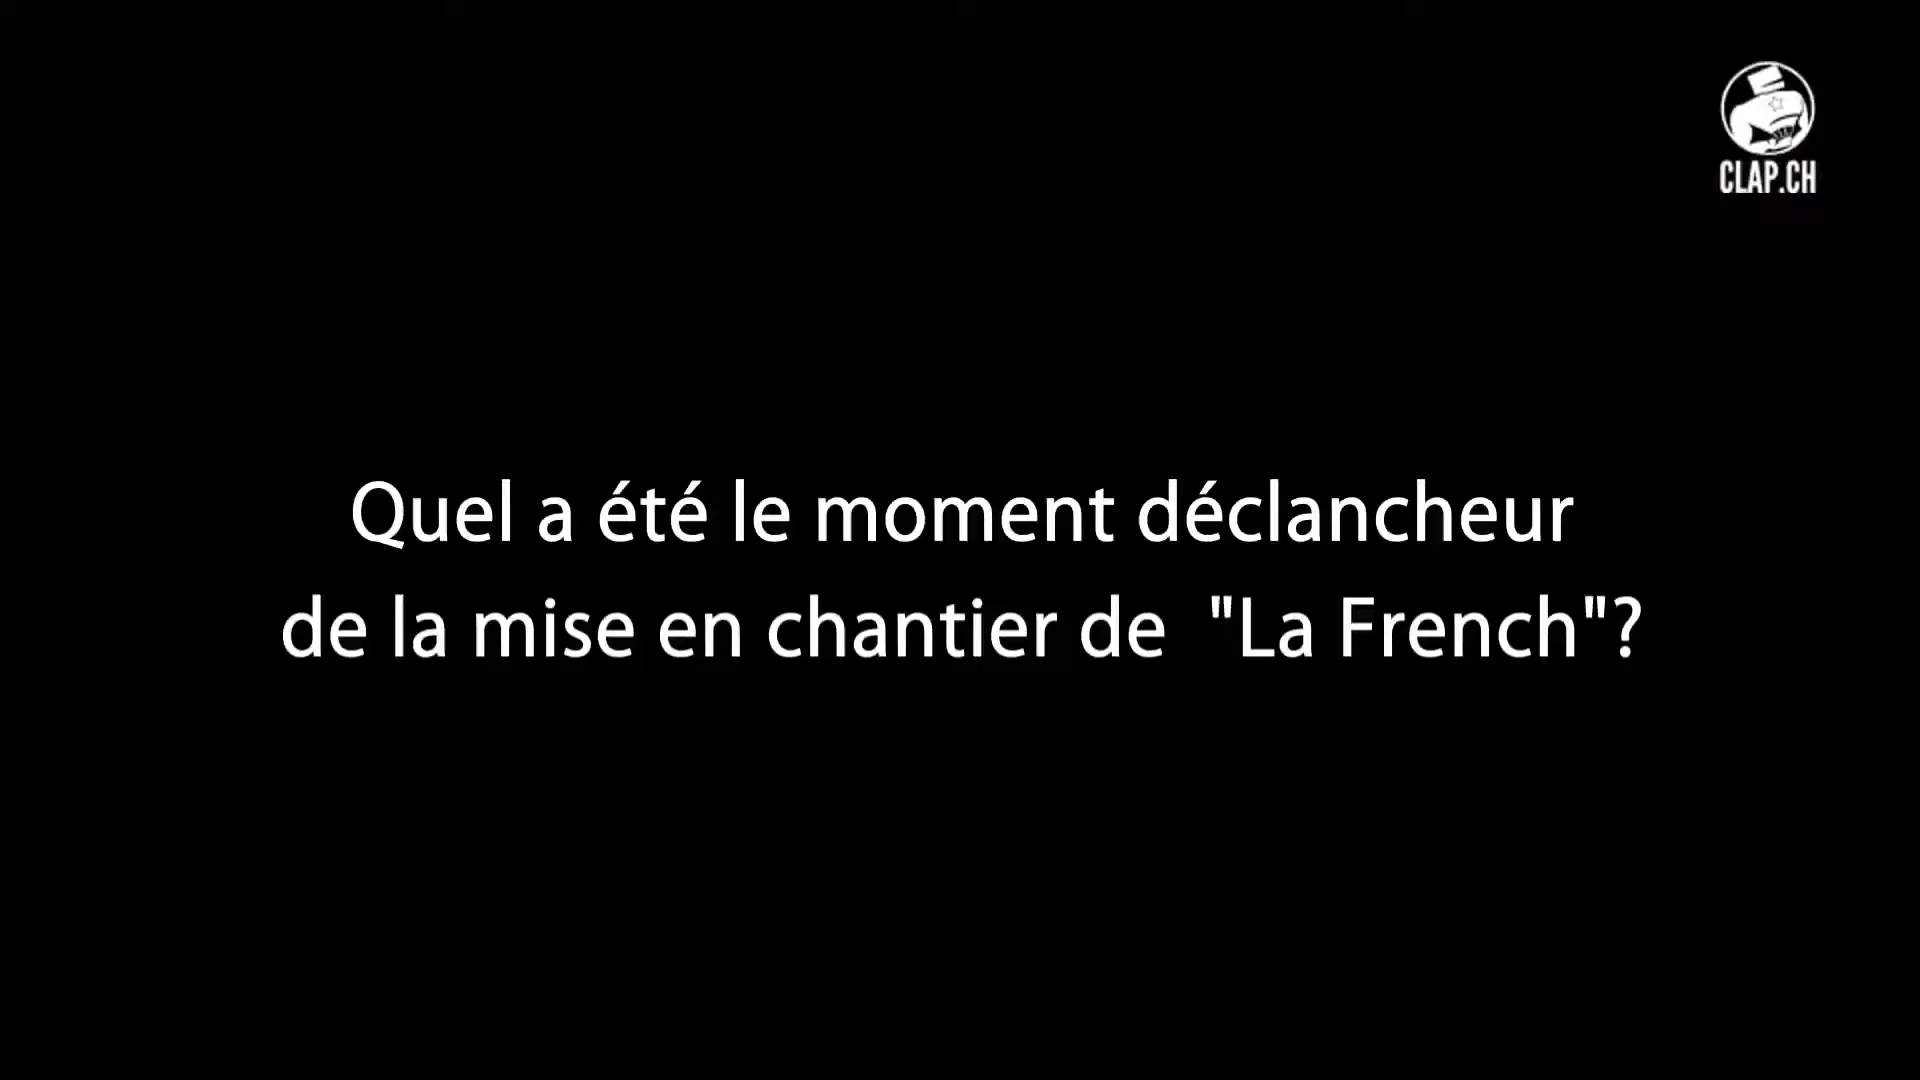 CLAP.CH
Quel a été le moment déclancheur
de la mise en chantier de  "La French"?